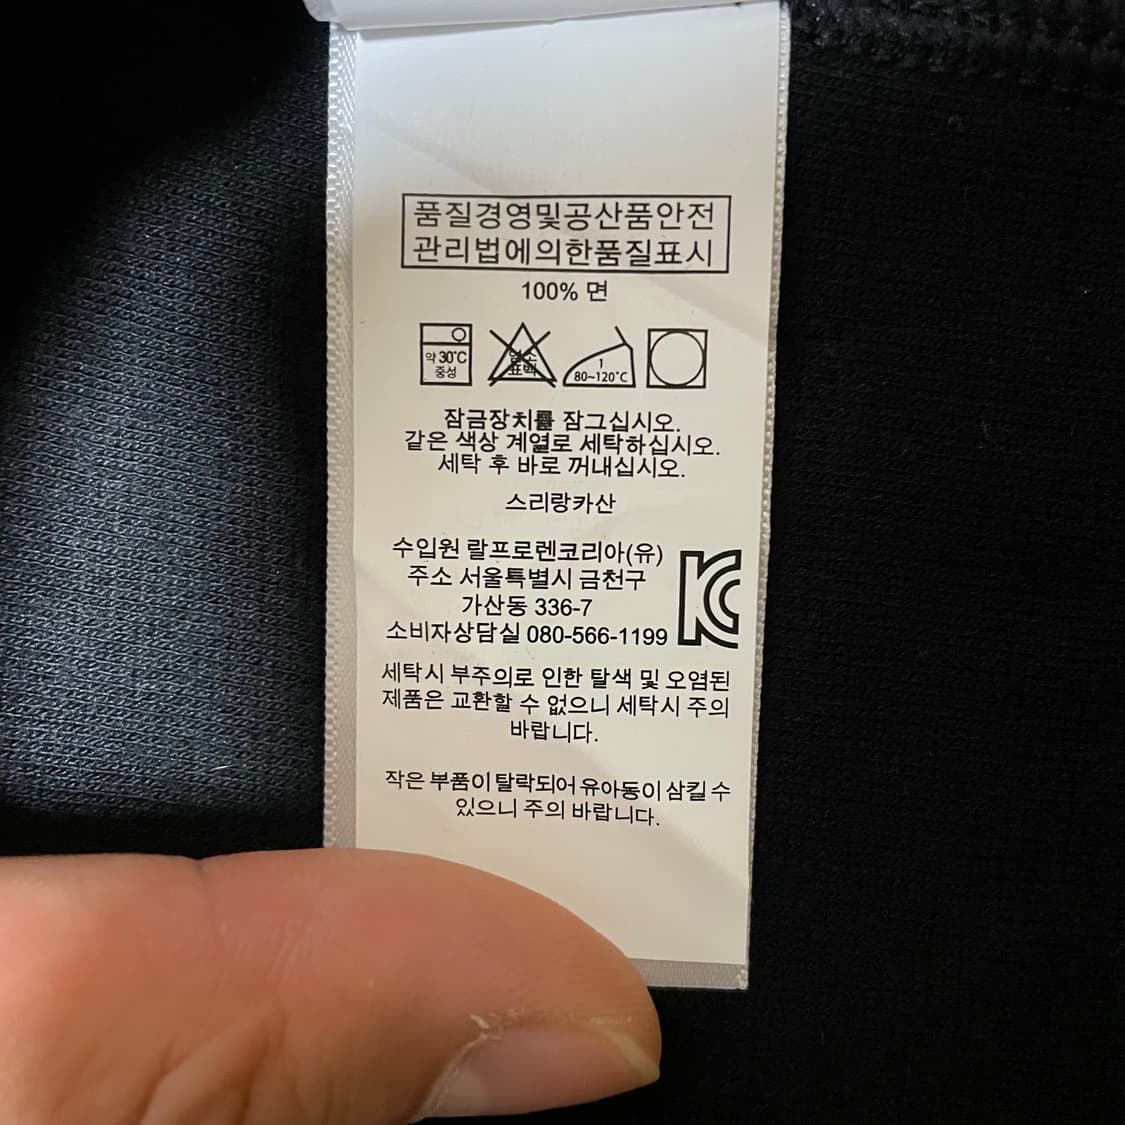 품질경영및공산품안전
관리법에의한품질표시
100% 면
약 30°C
중성
염소
표백
1
80~120°C
잠금장치를 잠그십시오.
같은 색상 계열로 세탁하십시오.
세탁 후 바로 꺼내십시오.
스리랑카산
수입원 랄프로렌코리아(유)
주소 서울특별시 금천구
가산동 336-7
소비자상담실 080-566-1199
KC
세탁시 부주의로 인한 탈색 및 오염된
제품은 교환할 수 없으니 세탁시 주의
바랍니다.
작은 부품이 탈락되어 유아동이 삼킬 수
있으니 주의 바랍니다.